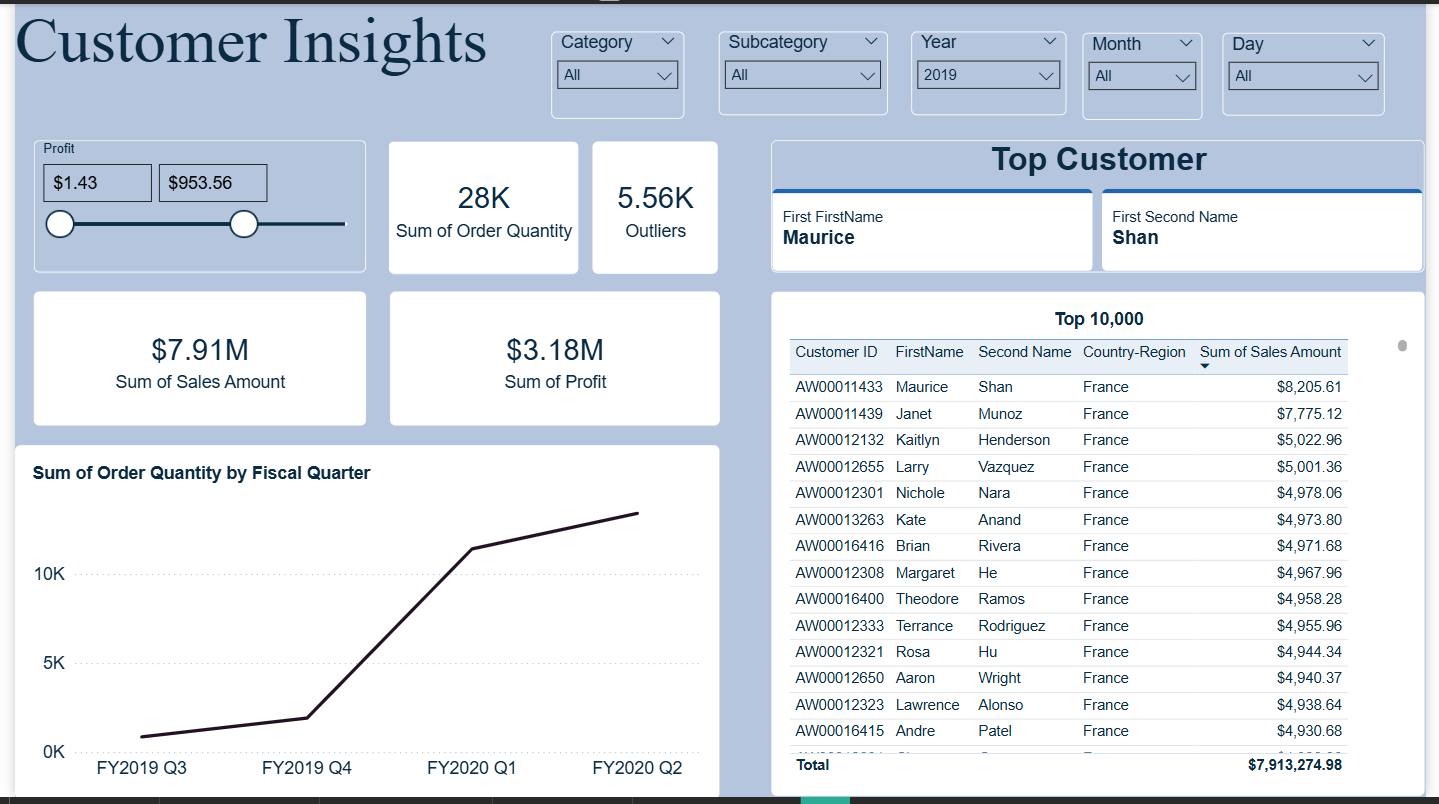 Customer Insights
Category
All
Subcategory
All
Year
2019
Month
All
Day
All
Profit
$1.43
$953.56
28K
Sum of Order Quantity
5.56K
Outliers
Top Customer
First FirstName
Maurice
First Second Name
Shan
$7.91M
Sum of Sales Amount
$3.18M
Sum of Profit
Sum of Order Quantity by Fiscal Quarter
10K
5K
0K
FY2019 Q3 FY2019 Q4 FY2020 Q1 FY2020 Q2
Top 10,000
Customer ID FirstName Second Name Country-Region Sum of Sales Amount
AW00011433 Maurice Shan France $8,205.61
AW00011439 Janet Munoz France $7,775.12
AW00012132 Kaitlyn Henderson France $5,022.96
AW00012655 Larry Vazquez France $5,001.36
AW00012301 Nichole Nara France $4,978.06
AW00013263 Kate Anand France $4,973.80
AW00016416 Brian Rivera France $4,971.68
AW00012308 Margaret He France $4,967.96
AW00016400 Theodore Ramos France $4,958.28
AW00012333 Terrance Rodriguez France $4,955.96
AW00012321 Rosa Hu France $4,944.34
AW00012650 Aaron Wright France $4,940.37
AW00012323 Lawrence Alonso France $4,938.64
AW00016415 Andre Patel France $4,930.68
Total $7,913,274.98